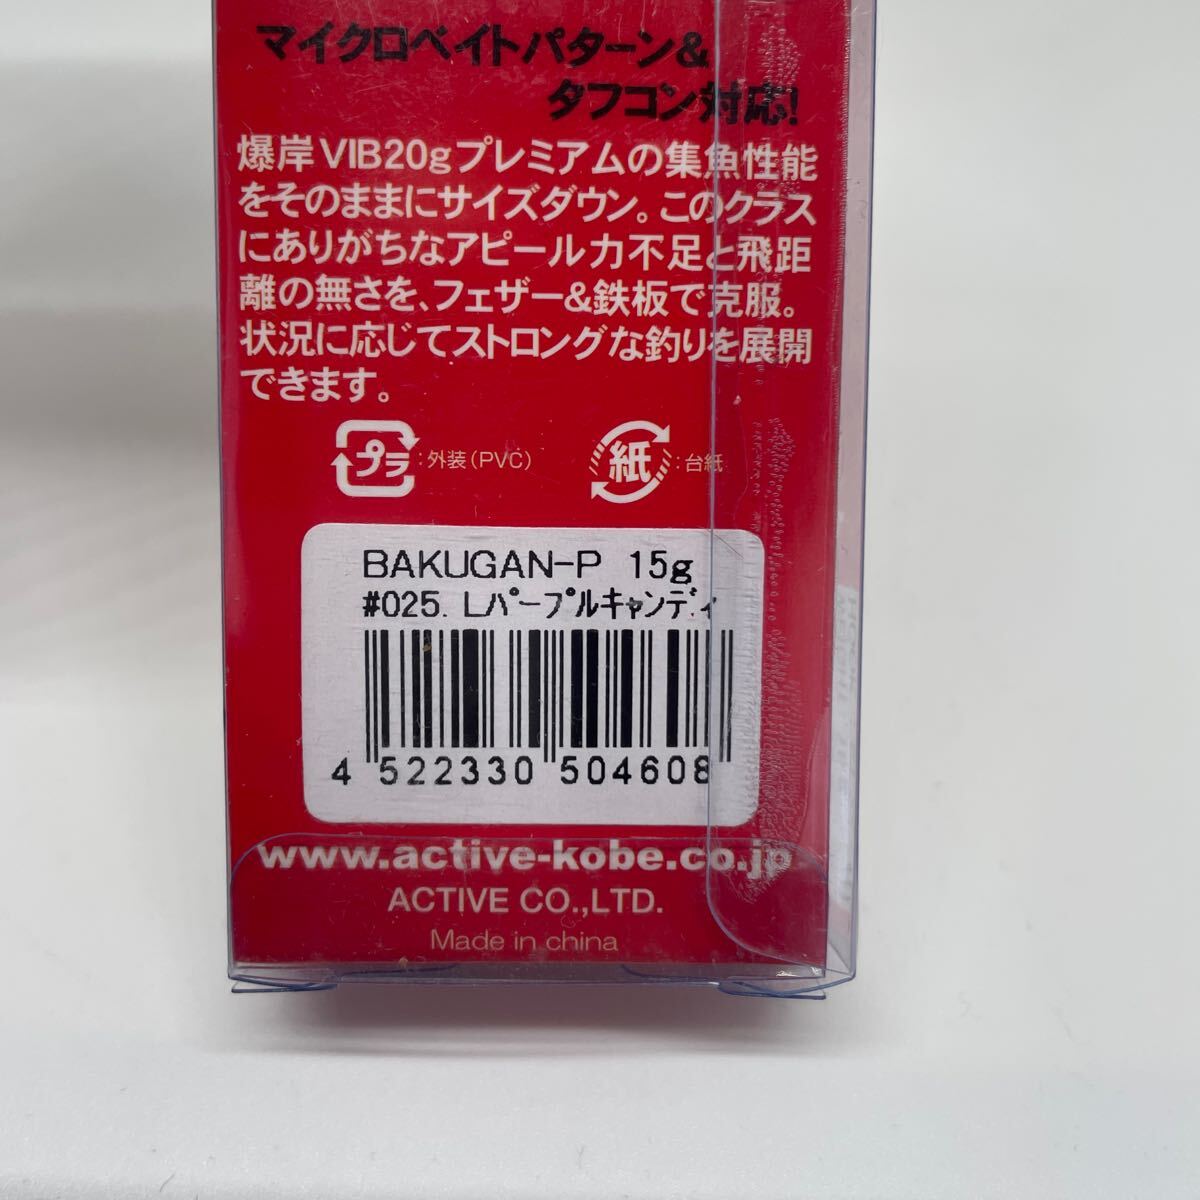 マイクロベイトパターン&
タフコン対応!
爆岸VIB20gプレミアムの集魚性能
をそのままにサイズダウン。このクラス
にありがちなアピール力不足と飛距
離の無さを、フェザー&鉄板で克服。
状況に応じてストロングな釣りを展開
できます。
プラ:外装(PVC)
紙:台紙
BAKUGAN-P 15g
#025. Lパープルキャンディ
4 522330 504608
www.active-kobe.co.jp
ACTIVE CO.,LTD.
Made in china